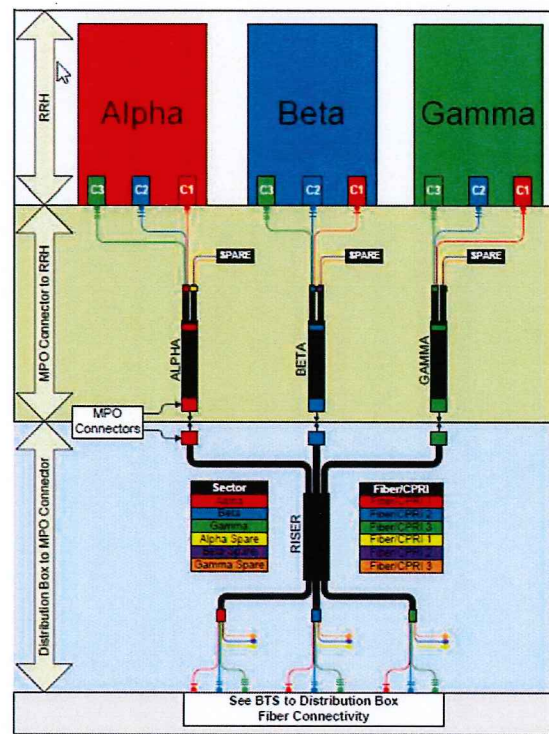 RRH
Alpha
Beta
Gamma
C3
C2
C1
C3
C2
C1
C3
C2
C1
MPO Connector to RRH
SPARE
SPARE
SPARE
ALPHA
BETA
GAMMA
MPO
Connectors
Distribution Box to MPO Connector
Sector
Alpha
Beta
Gamma
Alpha Spare
Beta Spare
Gamma Spare
RISER
Fiber/CPRI
Fiber/CPRI 1
Fiber/CPRI 2
Fiber/CPRI 3
Fiber/CPRI 1
Fiber/CPRI 2
Fiber/CPRI 3
See BTS to Distribution Box
Fiber Connectivity